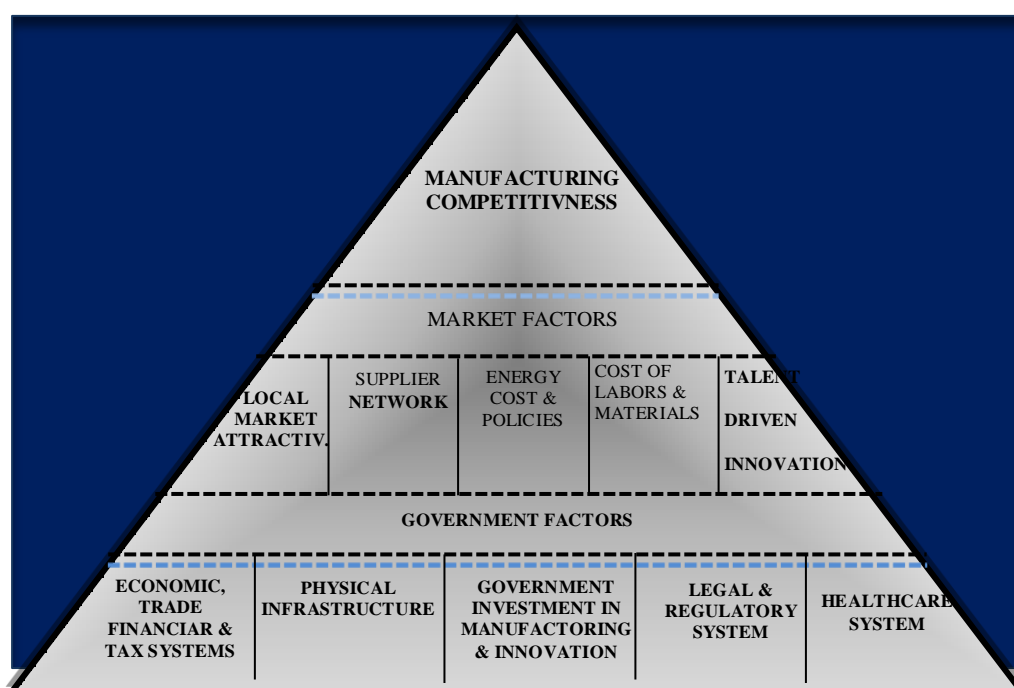 MANUFACTURING
COMPETITIVNESS
MARKET FACTORS
LOCAL
MARKET
ATTRACTIV.
SUPPLIER
NETWORK
ENERGY
COST &
POLICIES
COST OF
LABORS &
MATERIALS
TALENT
DRIVEN
INNOVATION
GOVERNMENT FACTORS
ECONOMIC,
TRADE
FINANCIAR &
TAX SYSTEMS
PHYSICAL
INFRASTRUCTURE
GOVERNMENT
INVESTMENT IN
MANUFACTORING
& INNOVATION
LEGAL &
REGULATORY
SYSTEM
HEALTHCARE
SYSTEM